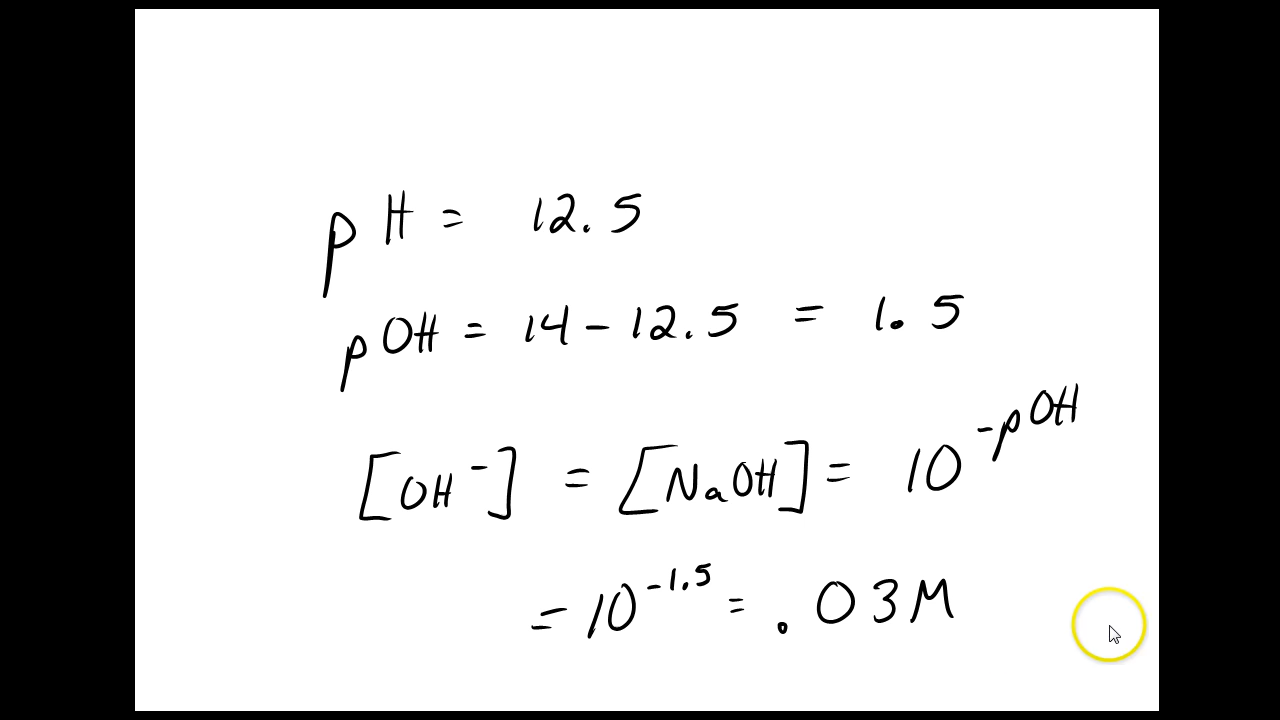 pH = 12.5
pOH = 14 - 12.5 = 1.5
[OH⁻] = [NaOH] = 10^-pOH
= 10^-1.5 = .03M